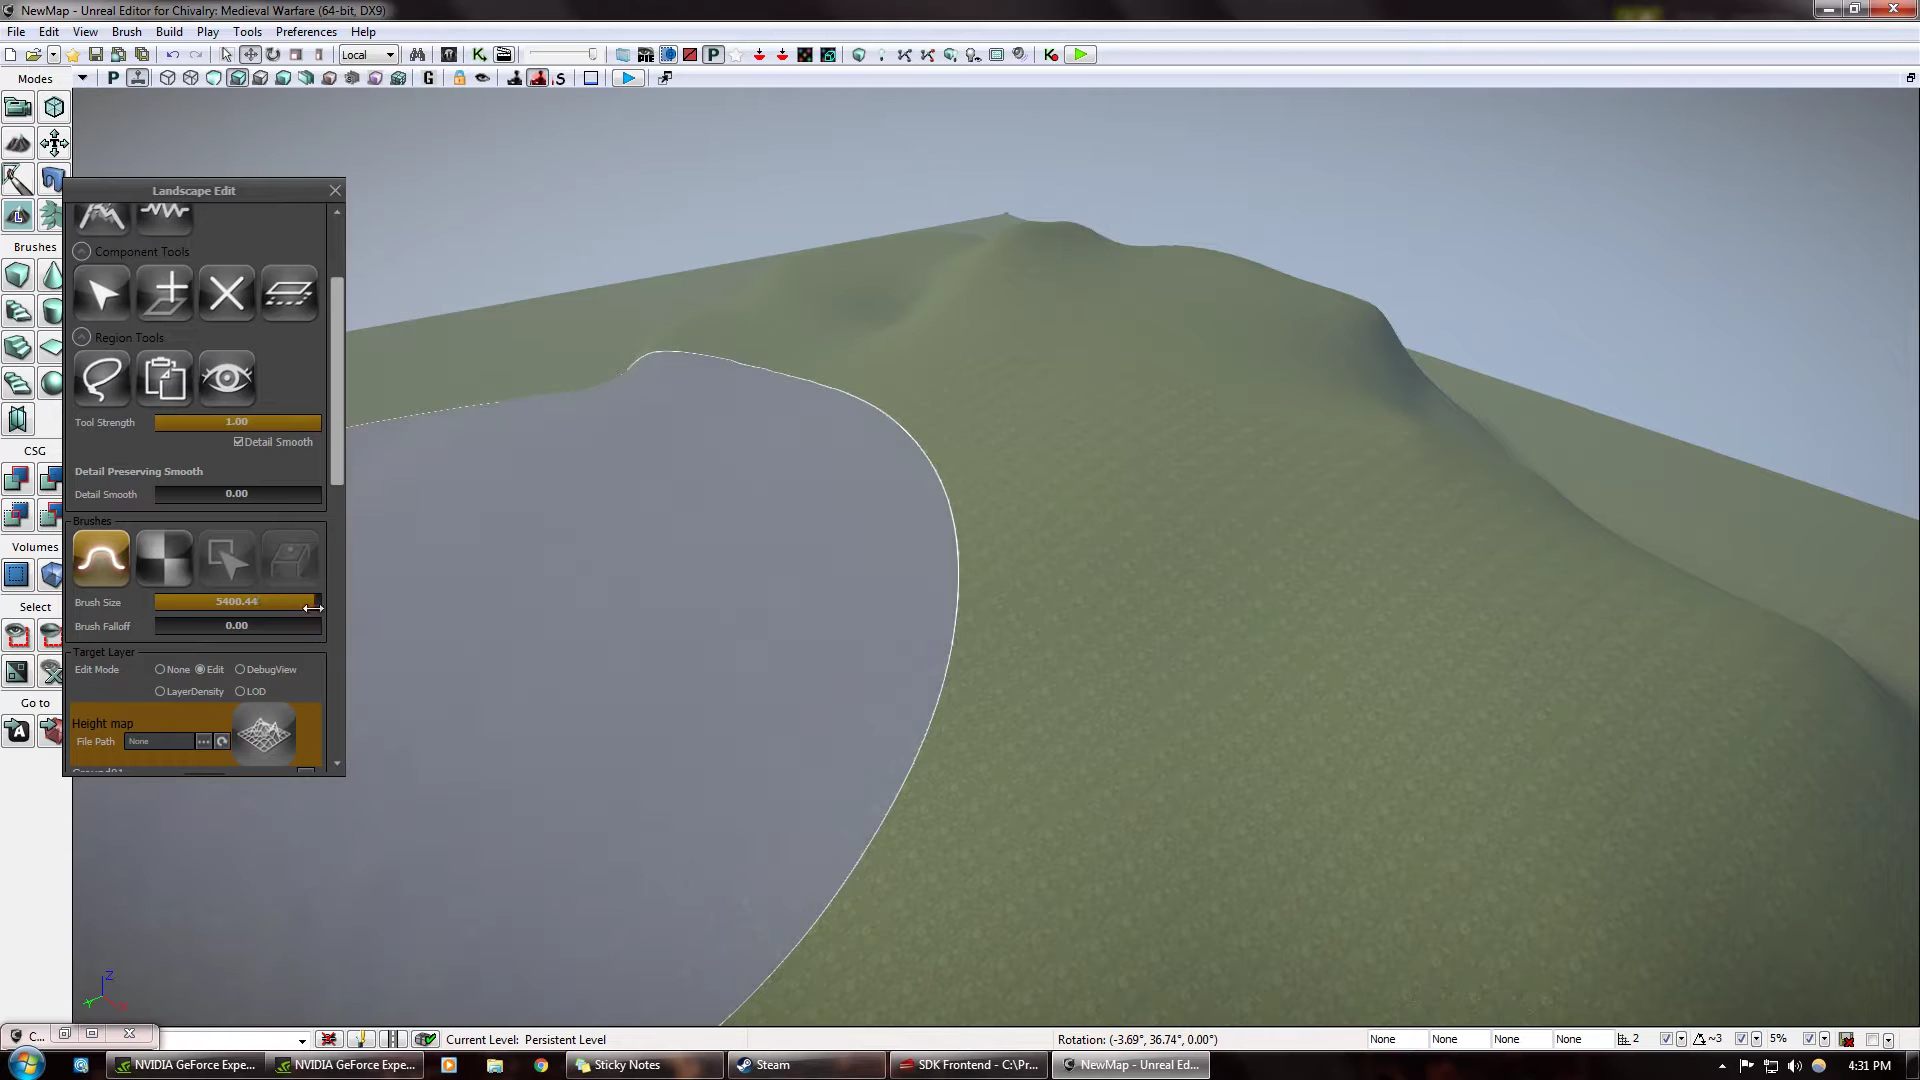 NewMap - Unreal Editor for Chivalry: Medieval Warfare (64-bit, DX9)
File Edit View Brush Build Play Tools Preferences Help
Local
Modes
Landscape Edit
Component Tools
Region Tools
Tool Strength 1.00
Detail Smooth
Detail Preserving Smooth
Detail Smooth 0.00
Brushes
Brush Size 5400.44
Brush Falloff 0.00
Target Layer
Edit Mode None Edit DebugView
LayerDensity LOD
Height map
File Path None
Brushes
CSG
Volumes
Select
Go to
Z
C...
Current Level: Persistent Level
Rotation: (-3.69°, 36.74°, 0.00°)
None None None None 2 ~3 5%
NVIDIA GeForce Expe... NVIDIA GeForce Expe... Sticky Notes Steam SDK Frontend - C:\Pr... NewMap - Unreal Ed... 4:31 PM